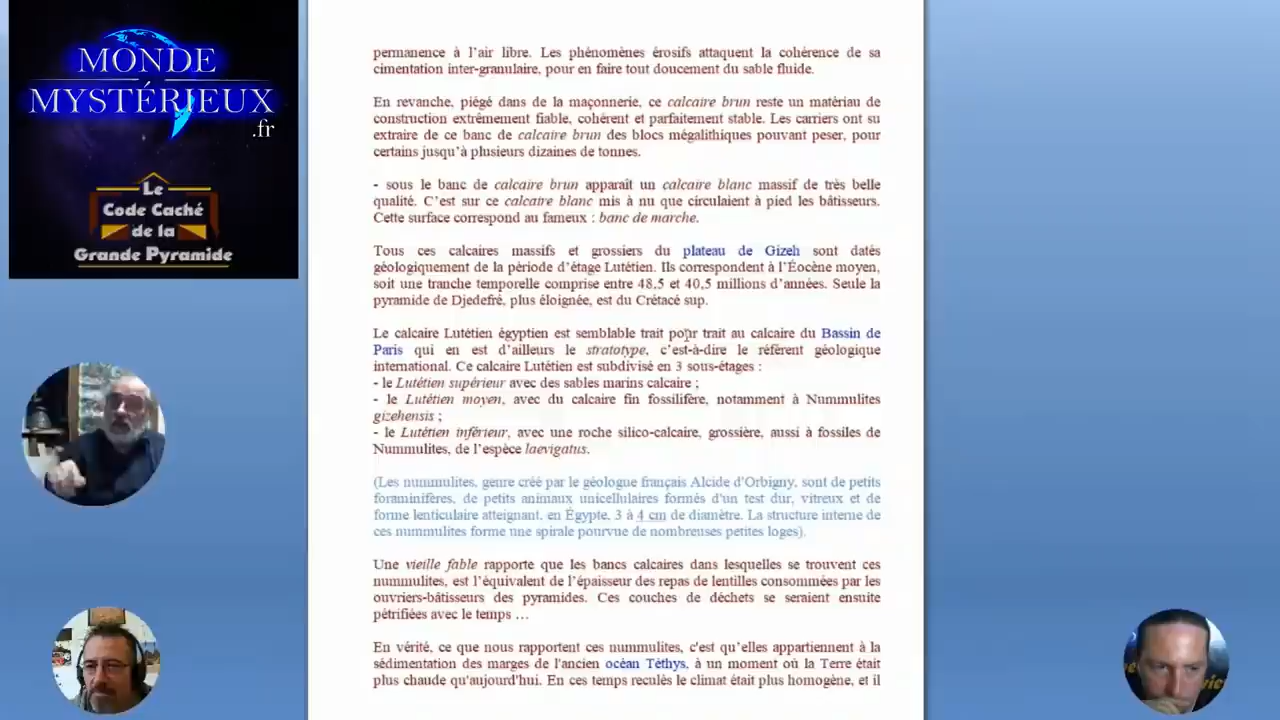 MONDE
MYSTÉRIEUX
.fr
Le
Code Caché
de la
Grande Pyramide
permanence à l'air libre. Les phénomènes érosifs attaquent la cohérence de sa
cimentation inter-granulaire, pour en faire tout doucement du sable fluide.
En revanche, piégé dans de la maçonnerie, ce calcaire brun reste un matériau de
construction extrêmement fiable, cohérent et parfaitement stable. Les carriers ont su
extraire de ce banc de calcaire brun des blocs mégalithiques pouvant peser, pour
certains jusqu'à plusieurs dizaines de tonnes.
- sous le banc de calcaire brun apparaît un calcaire blanc massif de très belle
qualité. C'est sur ce calcaire blanc mis à nu que circulaient à pied les bâtisseurs.
Cette surface correspond au fameux : banc de marche.
Tous ces calcaires massifs et grossiers du plateau de Gizeh sont datés
géologiquement de la période d'étage Lutétien. Ils correspondent à l'Éocène moyen,
soit une tranche temporelle comprise entre 48,5 et 40,5 millions d'années. Seule la
pyramide de Djedefrê, plus éloignée, est du Crétacé sup.
Le calcaire Lutétien égyptien est semblable trait pour trait au calcaire du Bassin de
Paris qui en est d'ailleurs le stratotype, c'est-à-dire le référent géologique
international. Ce calcaire Lutétien est subdivisé en 3 sous-étages :
- le Lutétien supérieur avec des sables marins calcaire ;
- le Lutétien moyen, avec du calcaire fin fossilifère, notamment à Nummulites
gizehensis ;
- le Lutétien inférieur, avec une roche silico-calcaire, grossière, aussi à fossiles de
Nummulites, de l'espèce laevigatus.
(Les nummulites, genre créé par le géologue français Alcide d'Orbigny, sont de petits
foraminifères, de petits animaux unicellulaires formés d'un test dur, vitreux et de
forme lenticulaire atteignant, en Égypte, 3 à 4 cm de diamètre. La structure interne de
ces nummulites forme une spirale pourvue de nombreuses petites loges).
Une vieille fable rapporte que les bancs calcaires dans lesquelles se trouvent ces
nummulites, est l'équivalent de l'épaisseur des repas de lentilles consommées par les
ouvriers-bâtisseurs des pyramides. Ces couches de déchets se seraient ensuite
pétrifiées avec le temps …
En vérité, ce que nous rapportent ces nummulites, c'est qu'elles appartiennent à la
sédimentation des marges de l'ancien océan Téthys, à un moment où la Terre était
plus chaude qu'aujourd'hui. En ces temps reculés le climat était plus homogène, et il